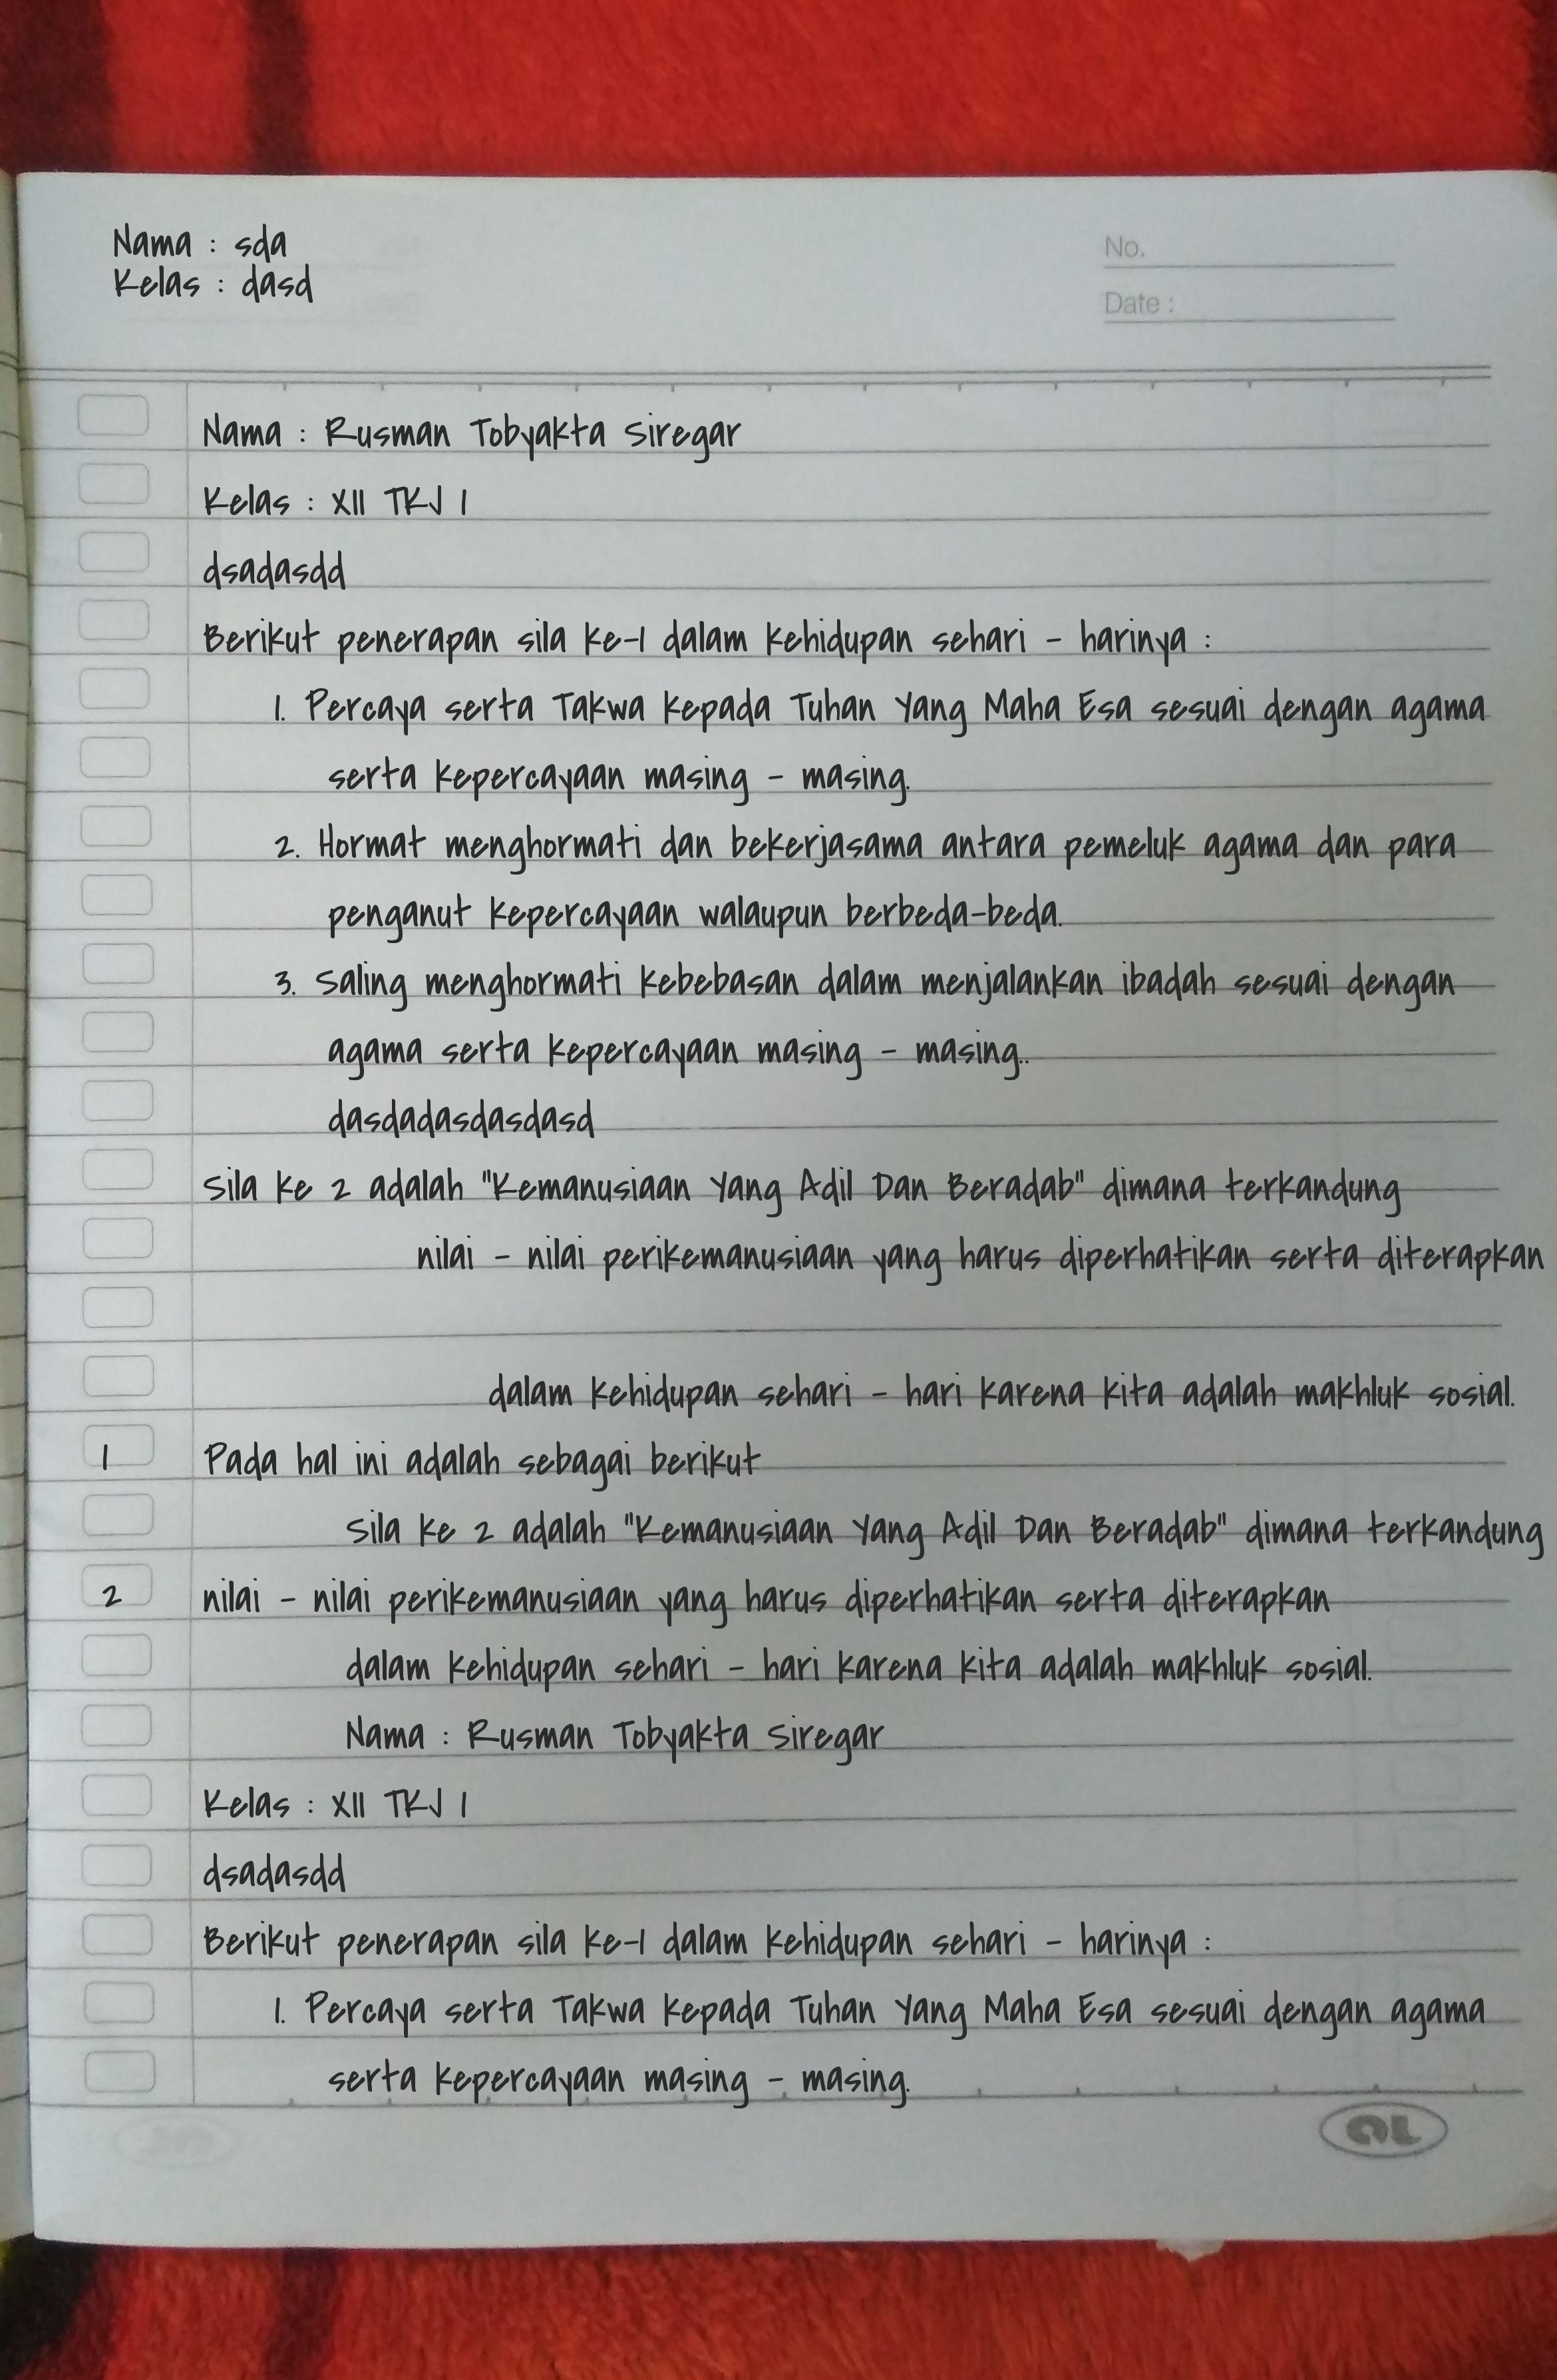 Nama : sda
Kelas : dasd
No.
Date :
Nama : Rusman Tobyakta Siregar
Kelas : XII TKJ 1
dsadasdd
Berikut penerapan sila ke-1 dalam kehidupan sehari - harinya :
1. Percaya serta Takwa kepada Tuhan Yang Maha Esa sesuai dengan agama
serta kepercayaan masing - masing.
2. Hormat menghormati dan bekerjasama antara pemeluk agama dan para
penganut kepercayaan walaupun berbeda-beda.
3. Saling menghormati kebebasan dalam menjalankan ibadah sesuai dengan
agama serta kepercayaan masing - masing..
dasdadasdasdasd
Sila ke 2 adalah "Kemanusiaan Yang Adil Dan Beradab" dimana terkandung
nilai - nilai perikemanusiaan yang harus diperhatikan serta diterapkan
dalam kehidupan sehari - hari karena kita adalah makhluk sosial.
1 Pada hal ini adalah sebagai berikut
Sila ke 2 adalah "Kemanusiaan Yang Adil Dan Beradab" dimana terkandung
2 nilai - nilai perikemanusiaan yang harus diperhatikan serta diterapkan
dalam kehidupan sehari - hari karena kita adalah makhluk sosial.
Nama : Rusman Tobyakta Siregar
Kelas : XII TKJ 1
dsadasdd
Berikut penerapan sila ke-1 dalam kehidupan sehari - harinya :
1. Percaya serta Takwa kepada Tuhan Yang Maha Esa sesuai dengan agama
serta kepercayaan masing - masing.